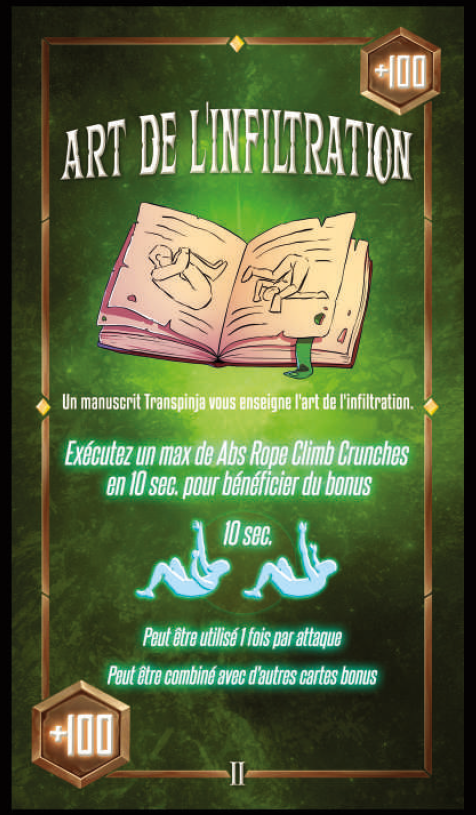 +100
ART DE L'INFILTRATION
Un manuscrit Transpinja vous enseigne l'art de l'infiltration.
Exécutez un max de Abs Rope Climb Crunches
en 10 sec. pour bénéficier du bonus
10 sec.
Peut être utilisé 1 fois par attaque
Peut être combiné avec d'autres cartes bonus
+100
II